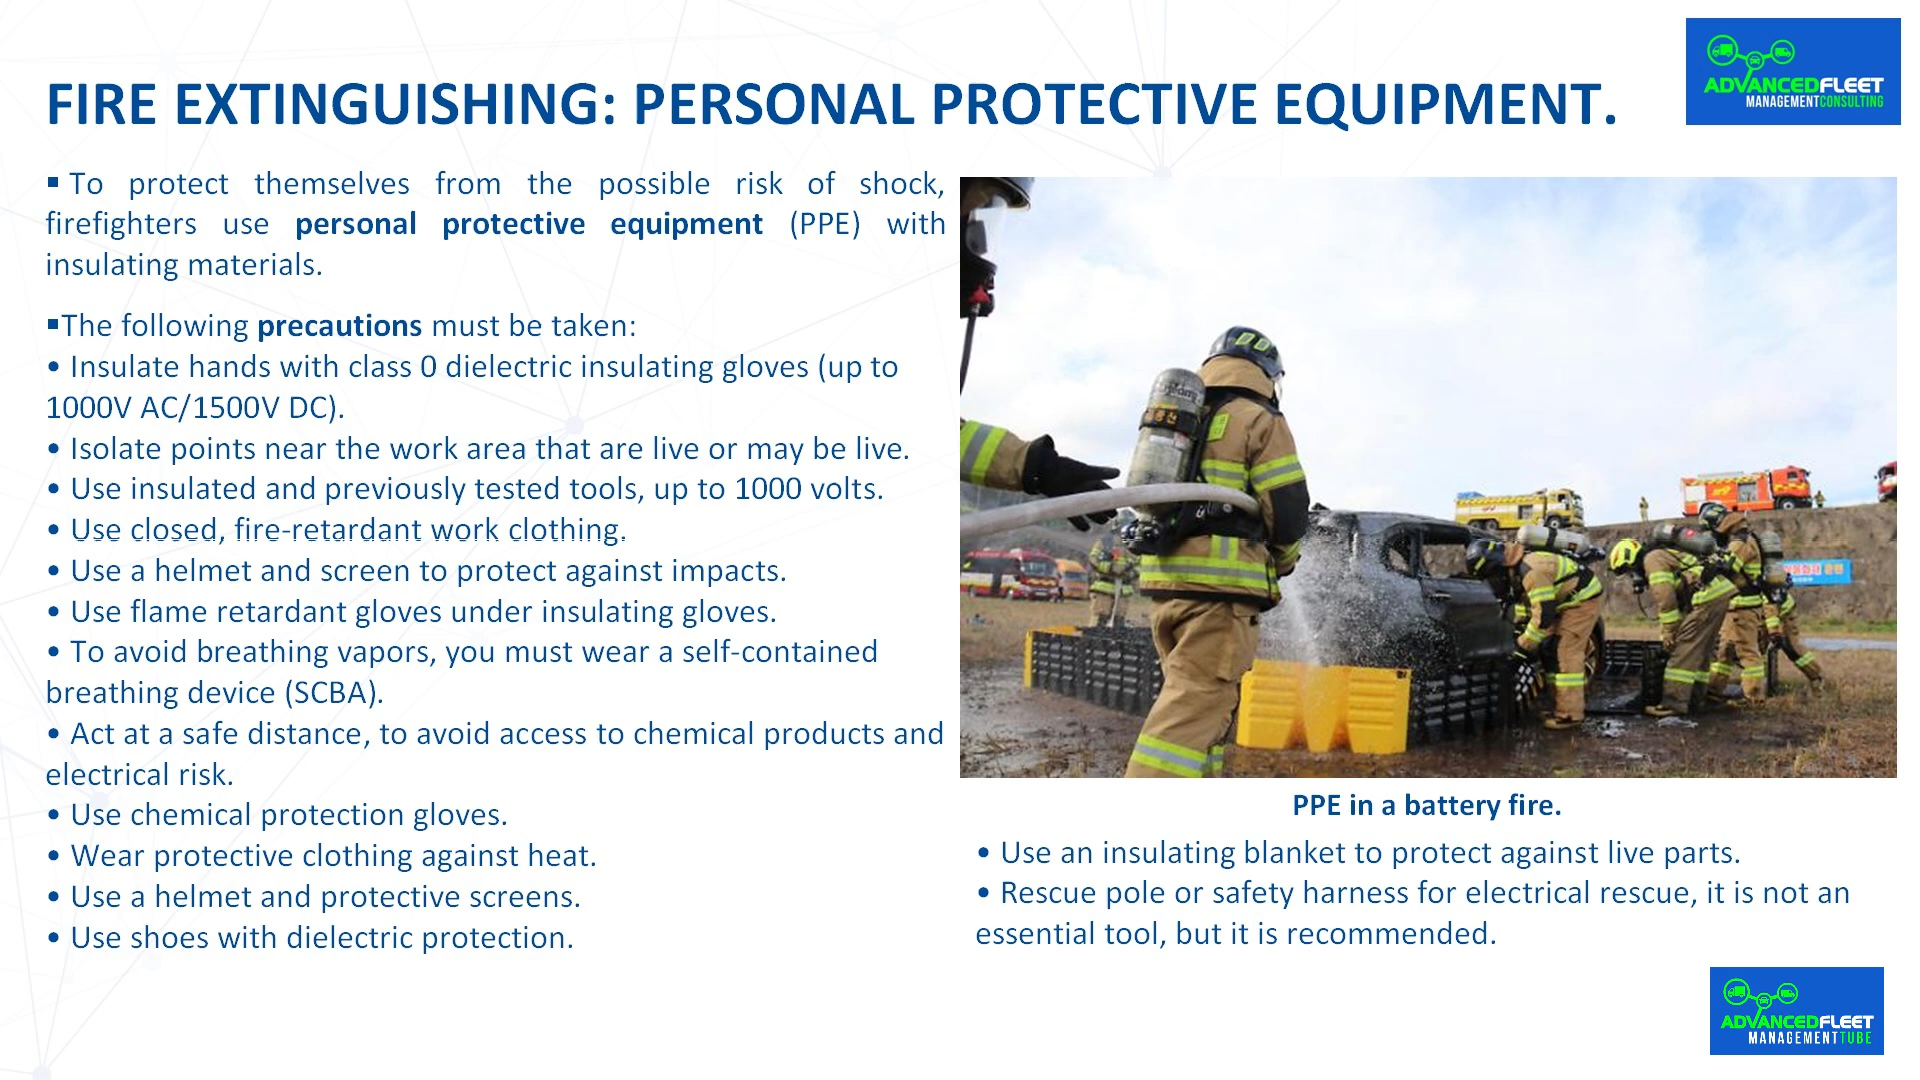 FIRE EXTINGUISHING: PERSONAL PROTECTIVE EQUIPMENT.
ADVANCEDFLEET
MANAGEMENTCONSULTING
▪ To protect themselves from the possible risk of shock,
firefighters use personal protective equipment (PPE) with
insulating materials.
▪The following precautions must be taken:
• Insulate hands with class 0 dielectric insulating gloves (up to
1000V AC/1500V DC).
• Isolate points near the work area that are live or may be live.
• Use insulated and previously tested tools, up to 1000 volts.
• Use closed, fire-retardant work clothing.
• Use a helmet and screen to protect against impacts.
• Use flame retardant gloves under insulating gloves.
• To avoid breathing vapors, you must wear a self-contained
breathing device (SCBA).
• Act at a safe distance, to avoid access to chemical products and
electrical risk.
• Use chemical protection gloves.
• Wear protective clothing against heat.
• Use a helmet and protective screens.
• Use shoes with dielectric protection.
PPE in a battery fire.
• Use an insulating blanket to protect against live parts.
• Rescue pole or safety harness for electrical rescue, it is not an
essential tool, but it is recommended.
ADVANCEDFLEET
MANAGEMENTTUBE